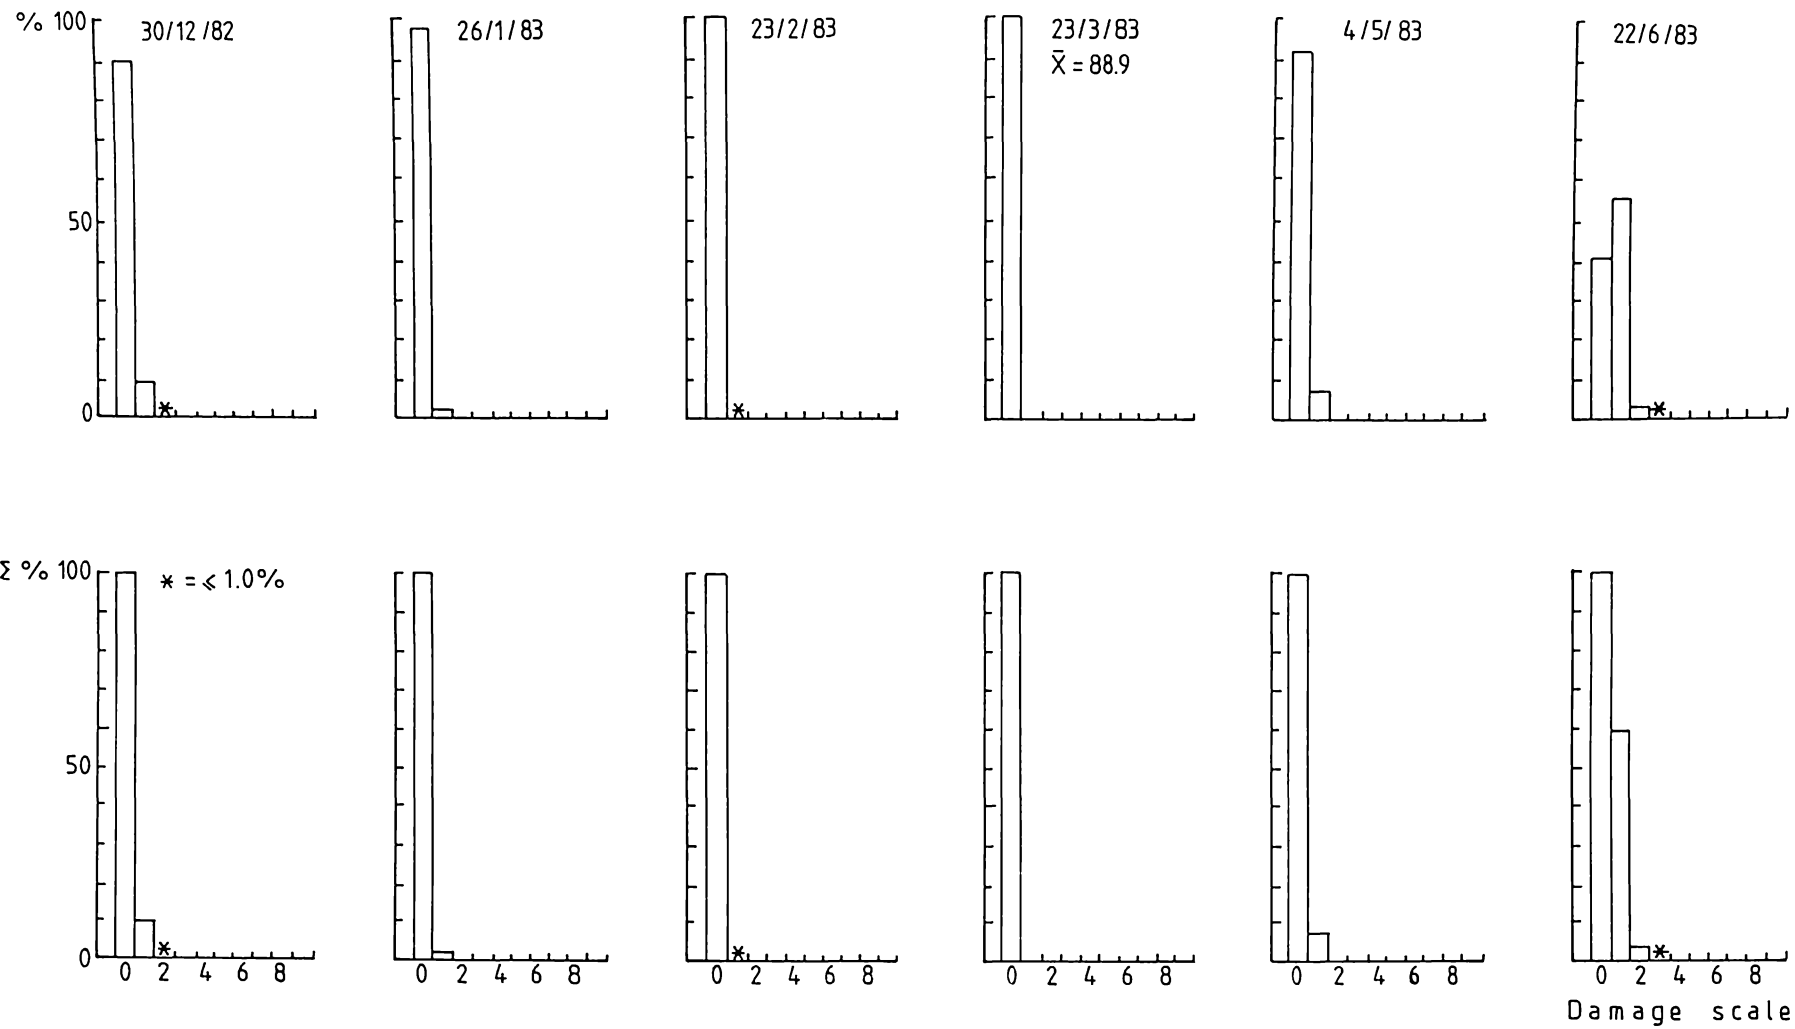 % 100 30/12/82 26/1/83 23/2/83 23/3/83 4/5/83 22/6/83
X̄ = 88.9
50
0
Σ % 100 * = ⩽ 1.0%
50
0
0 2 4 6 8 0 2 4 6 8 0 2 4 6 8 0 2 4 6 8 0 2 4 6 8 0 2 4 6 8
Damage scale